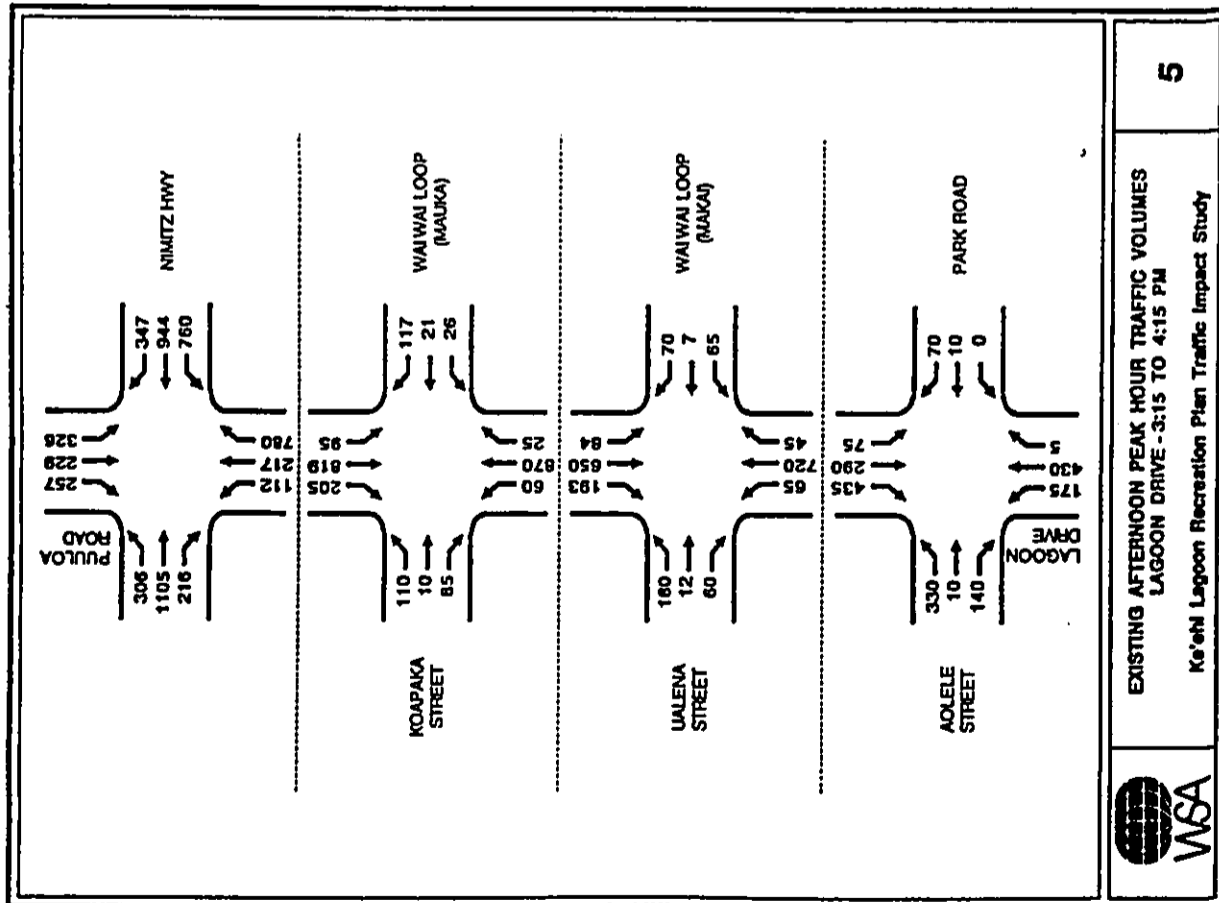 PUULOA
ROAD
257
229
326
306
1105
216
NIMITZ HWY
347
944
760
112
217
780
KOAPAKA
STREET
205
819
95
110
10
85
WAIWAI LOOP
(MAUKA)
117
21
26
60
870
25
UALENA
STREET
193
650
84
160
12
60
WAIWAI LOOP
(MAKAI)
70
7
65
65
720
45
AOLELE
STREET
435
290
75
330
10
140
PARK ROAD
70
10
0
175
430
5
LAGOON
DRIVE
WSA
EXISTING AFTERNOON PEAK HOUR TRAFFIC VOLUMES
LAGOON DRIVE - 3:15 TO 4:15 PM
Ke'ehi Lagoon Recreation Plan Traffic Impact Study
5